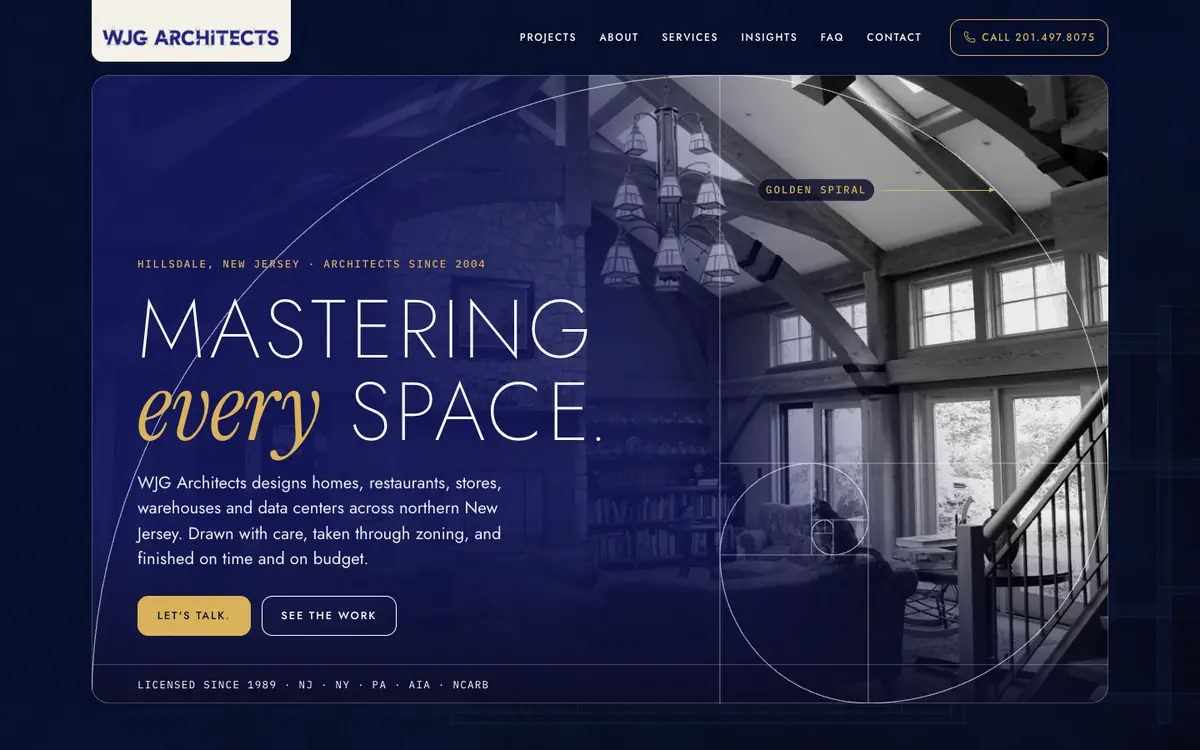 WJG ARCHITECTS
PROJECTS ABOUT SERVICES INSIGHTS FAQ CONTACT
CALL 201.497.8075
GOLDEN SPIRAL
HILLSDALE, NEW JERSEY · ARCHITECTS SINCE 2004
MASTERING
every SPACE.
WJG Architects designs homes, restaurants, stores,
warehouses and data centers across northern New
Jersey. Drawn with care, taken through zoning, and
finished on time and on budget.
LET'S TALK.
SEE THE WORK
LICENSED SINCE 1989 · NJ · NY · PA · AIA · NCARB